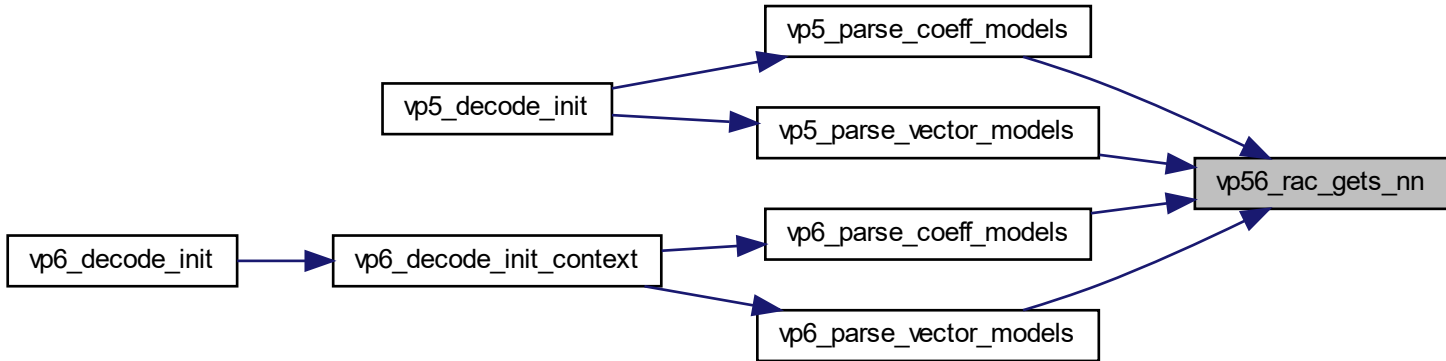 vp5_parse_coeff_models
vp5_decode_init
vp5_parse_vector_models
vp56_rac_gets_nn
vp6_parse_coeff_models
vp6_decode_init
vp6_decode_init_context
vp6_parse_vector_models